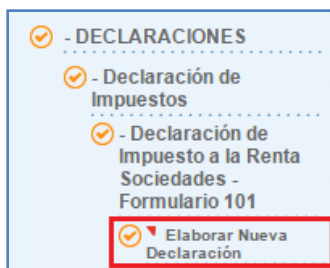 - DECLARACIONES
- Declaración de
Impuestos
- Declaración de
Impuesto a la Renta
Sociedades -
Formulario 101
Elaborar Nueva
Declaración